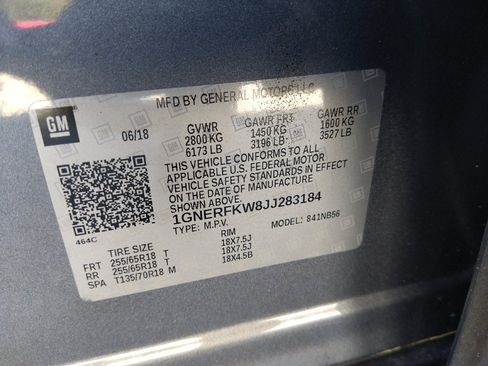 MFD BY GENERAL MOTORS LLC
GM
06/18
GVWR GAWR FRT GAWR RR
2800 KG 1450 KG 1600 KG
6173 LB 3196 LB 3527 LB
THIS VEHICLE CONFORMS TO ALL
APPLICABLE U.S. FEDERAL MOTOR
VEHICLE SAFETY STANDARDS IN EFFECT
ON THE DATE OF MANUFACTURE
SHOWN ABOVE.
1GNERFKW8JJ283184
TYPE: M.P.V. MODEL: 841NB56
464C
TIRE SIZE RIM
FRT 255/65R18 T 18X7.5J
RR 255/65R18 T 18X7.5J
SPA T135/70R18 M 18X4.5B